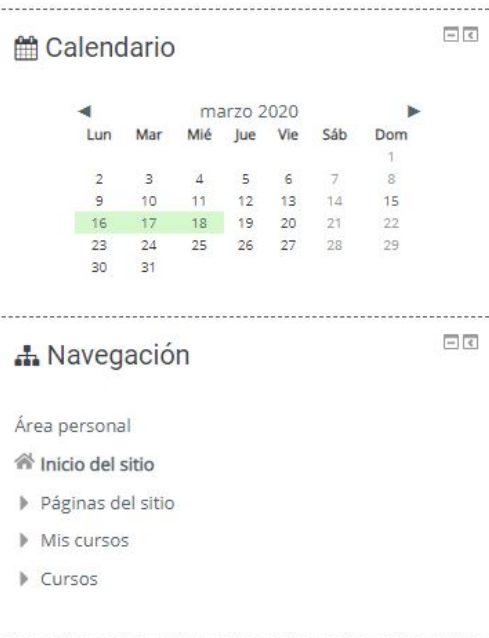 Calendario
◄ marzo 2020 ►
Lun Mar Mié Jue Vie Sáb Dom
1
2 3 4 5 6 7 8
9 10 11 12 13 14 15
16 17 18 19 20 21 22
23 24 25 26 27 28 29
30 31
Navegación
Área personal
Inicio del sitio
Páginas del sitio
Mis cursos
Cursos